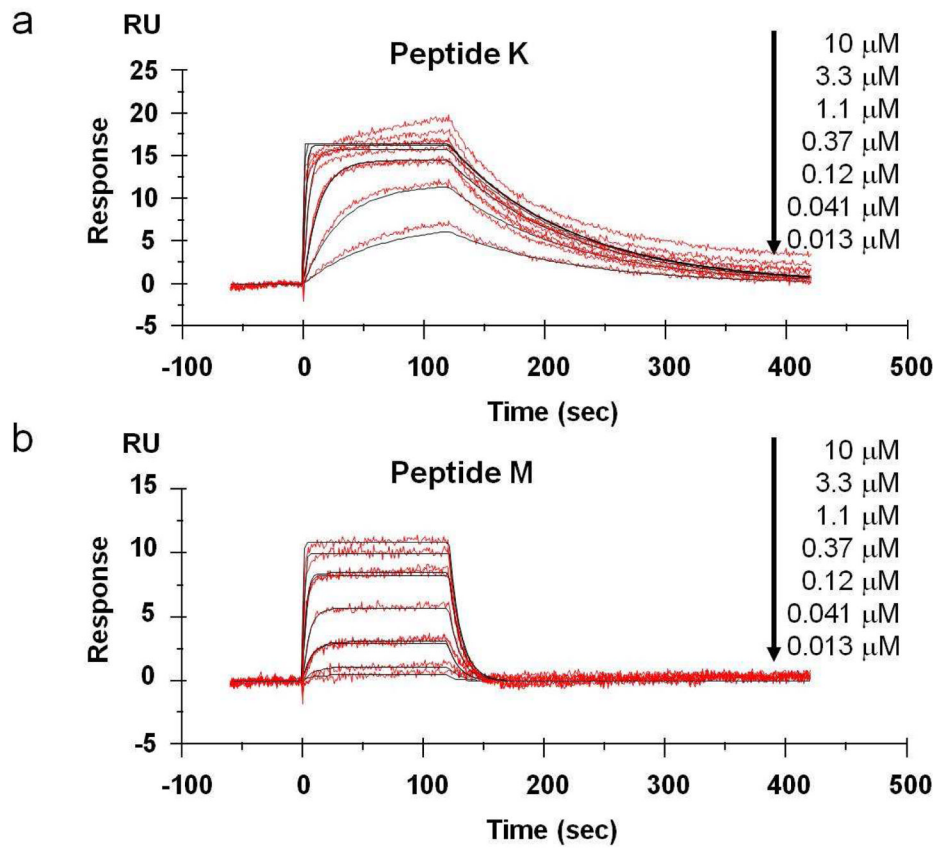 a
RU
Peptide K
10 μM
3.3 μM
1.1 μM
0.37 μM
0.12 μM
0.041 μM
0.013 μM
25
20
15
10
5
0
-5
Response
-100 0 100 200 300 400 500
Time (sec)
b
RU
Peptide M
10 μM
3.3 μM
1.1 μM
0.37 μM
0.12 μM
0.041 μM
0.013 μM
15
10
5
0
-5
Response
-100 0 100 200 300 400 500
Time (sec)